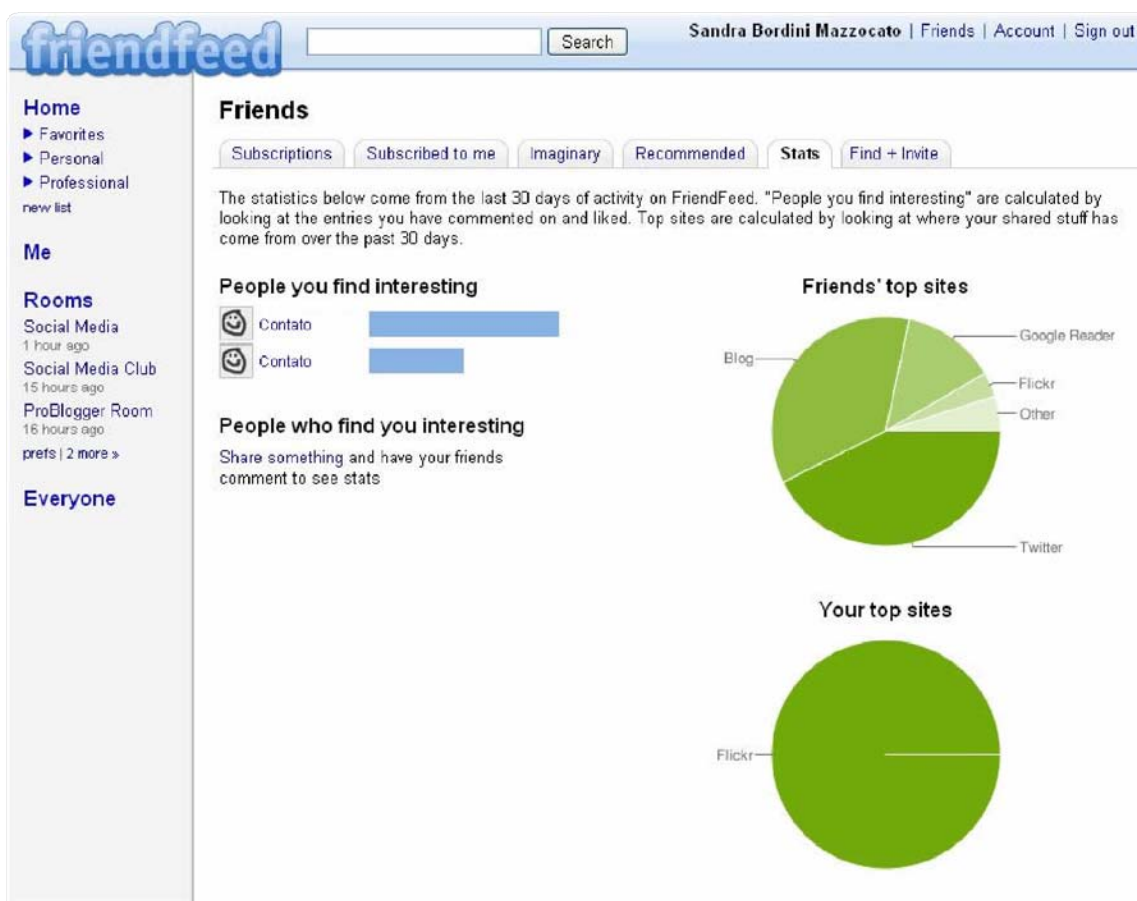 friendfeed
Search
Sandra Bordini Mazzocato | Friends | Account | Sign out
Home
Favorites
Personal
Professional
new list
Me
Rooms
Social Media
1 hour ago
Social Media Club
15 hours ago
ProBlogger Room
16 hours ago
prefs | 2 more »
Everyone
Friends
Subscriptions
Subscribed to me
Imaginary
Recommended
Stats
Find + Invite
The statistics below come from the last 30 days of activity on FriendFeed. "People you find interesting" are calculated by
looking at the entries you have commented on and liked. Top sites are calculated by looking at where your shared stuff has
come from over the past 30 days.
People you find interesting
Contato
Contato
People who find you interesting
Share something and have your friends
comment to see stats
Friends' top sites
Blog
Google Reader
Flickr
Other
Twitter
Your top sites
Flickr